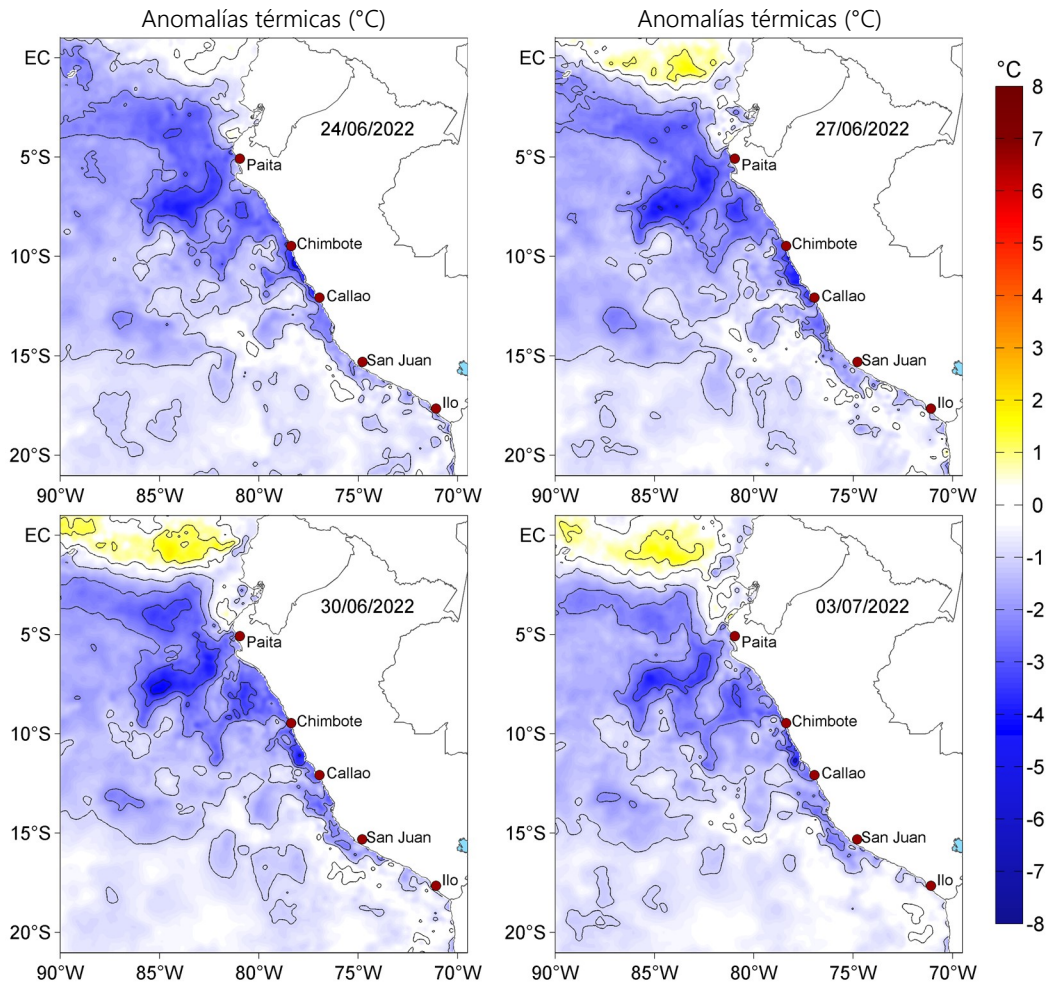 Anomalías térmicas (°C)
Anomalías térmicas (°C)
EC
5°S
10°S
15°S
20°S
90°W
85°W
80°W
75°W
70°W
24/06/2022
Paita
Chimbote
Callao
San Juan
Ilo
EC
5°S
10°S
15°S
20°S
90°W
85°W
80°W
75°W
70°W
27/06/2022
Paita
Chimbote
Callao
San Juan
Ilo
EC
5°S
10°S
15°S
20°S
90°W
85°W
80°W
75°W
70°W
30/06/2022
Paita
Chimbote
Callao
San Juan
Ilo
EC
5°S
10°S
15°S
20°S
90°W
85°W
80°W
75°W
70°W
03/07/2022
Paita
Chimbote
Callao
San Juan
Ilo
°C
8
7
6
5
4
3
2
1
0
-1
-2
-3
-4
-5
-6
-7
-8